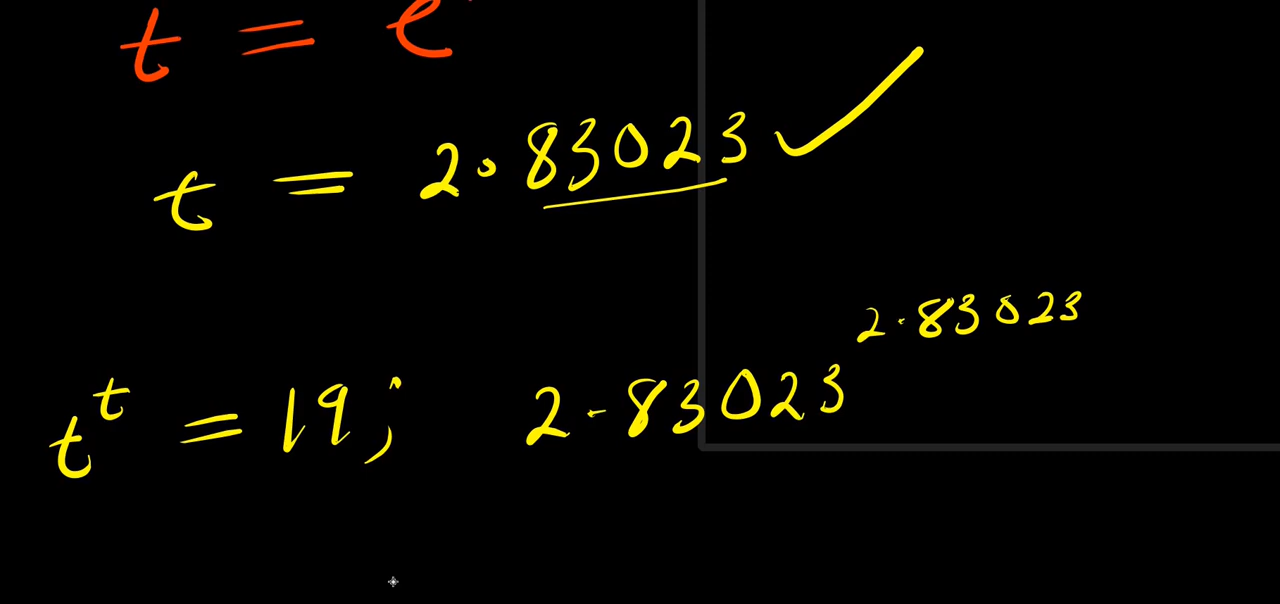 t = e
t = 2.83023 ✓
t^t = 19; 2.83023^2.83023